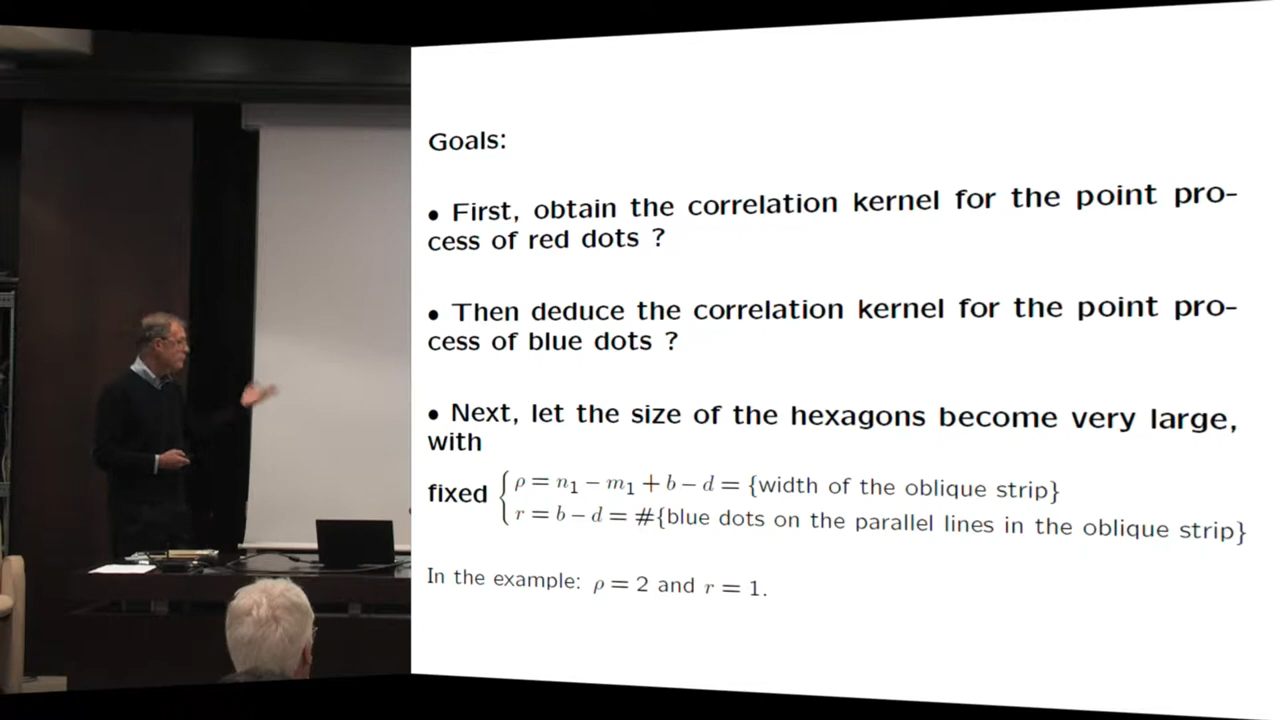 Goals:
• First, obtain the correlation kernel for the point pro-
cess of red dots ?
• Then deduce the correlation kernel for the point pro-
cess of blue dots ?
• Next, let the size of the hexagons become very large,
with
fixed { ρ = n₁ − m₁ + b − d = {width of the oblique strip}
r = b − d = #{blue dots on the parallel lines in the oblique strip}
In the example: ρ = 2 and r = 1.